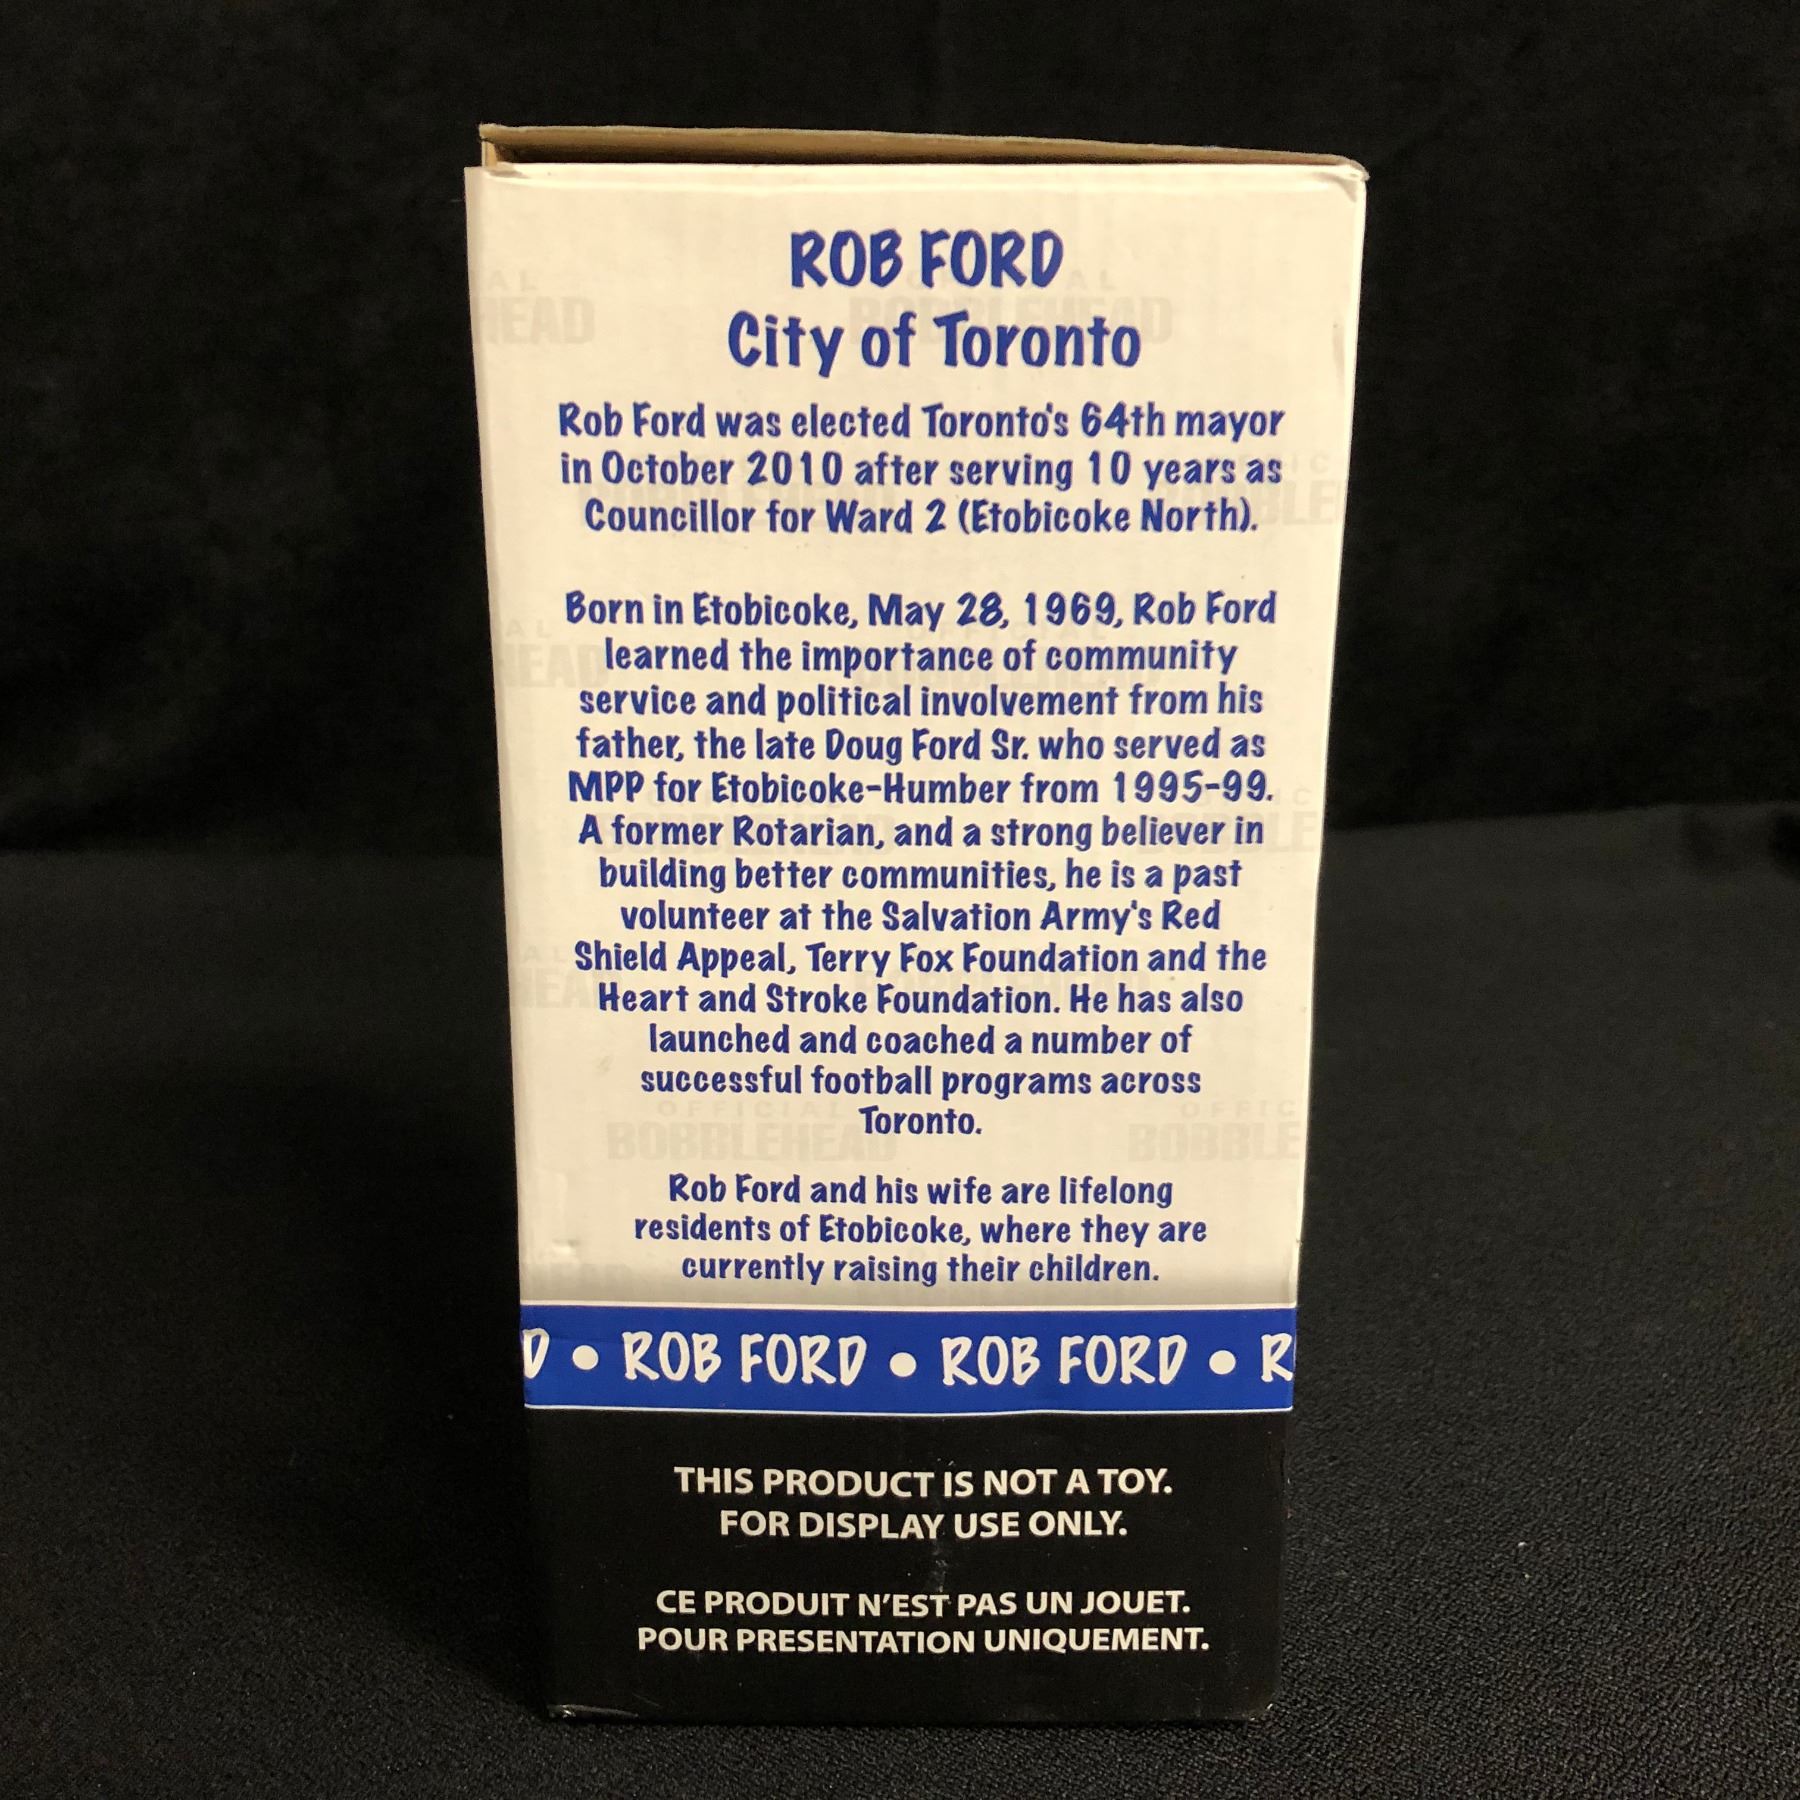 ROB FORD
City of Toronto
Rob Ford was elected Toronto's 64th mayor
in October 2010 after serving 10 years as
Councillor for Ward 2 (Etobicoke North).
Born in Etobicoke, May 28, 1969, Rob Ford
learned the importance of community
service and political involvement from his
father, the late Doug Ford Sr. who served as
MPP for Etobicoke-Humber from 1995-99.
A former Rotarian, and a strong believer in
building better communities, he is a past
volunteer at the Salvation Army's Red
Shield Appeal, Terry Fox Foundation and the
Heart and Stroke Foundation. He has also
launched and coached a number of
successful football programs across
Toronto.
OFFICIAL
BOBBLEHEAD
Rob Ford and his wife are lifelong
residents of Etobicoke, where they are
currently raising their children.
D • ROB FORD • ROB FORD • R
THIS PRODUCT IS NOT A TOY.
FOR DISPLAY USE ONLY.
CE PRODUIT N'EST PAS UN JOUET.
POUR PRESENTATION UNIQUEMENT.